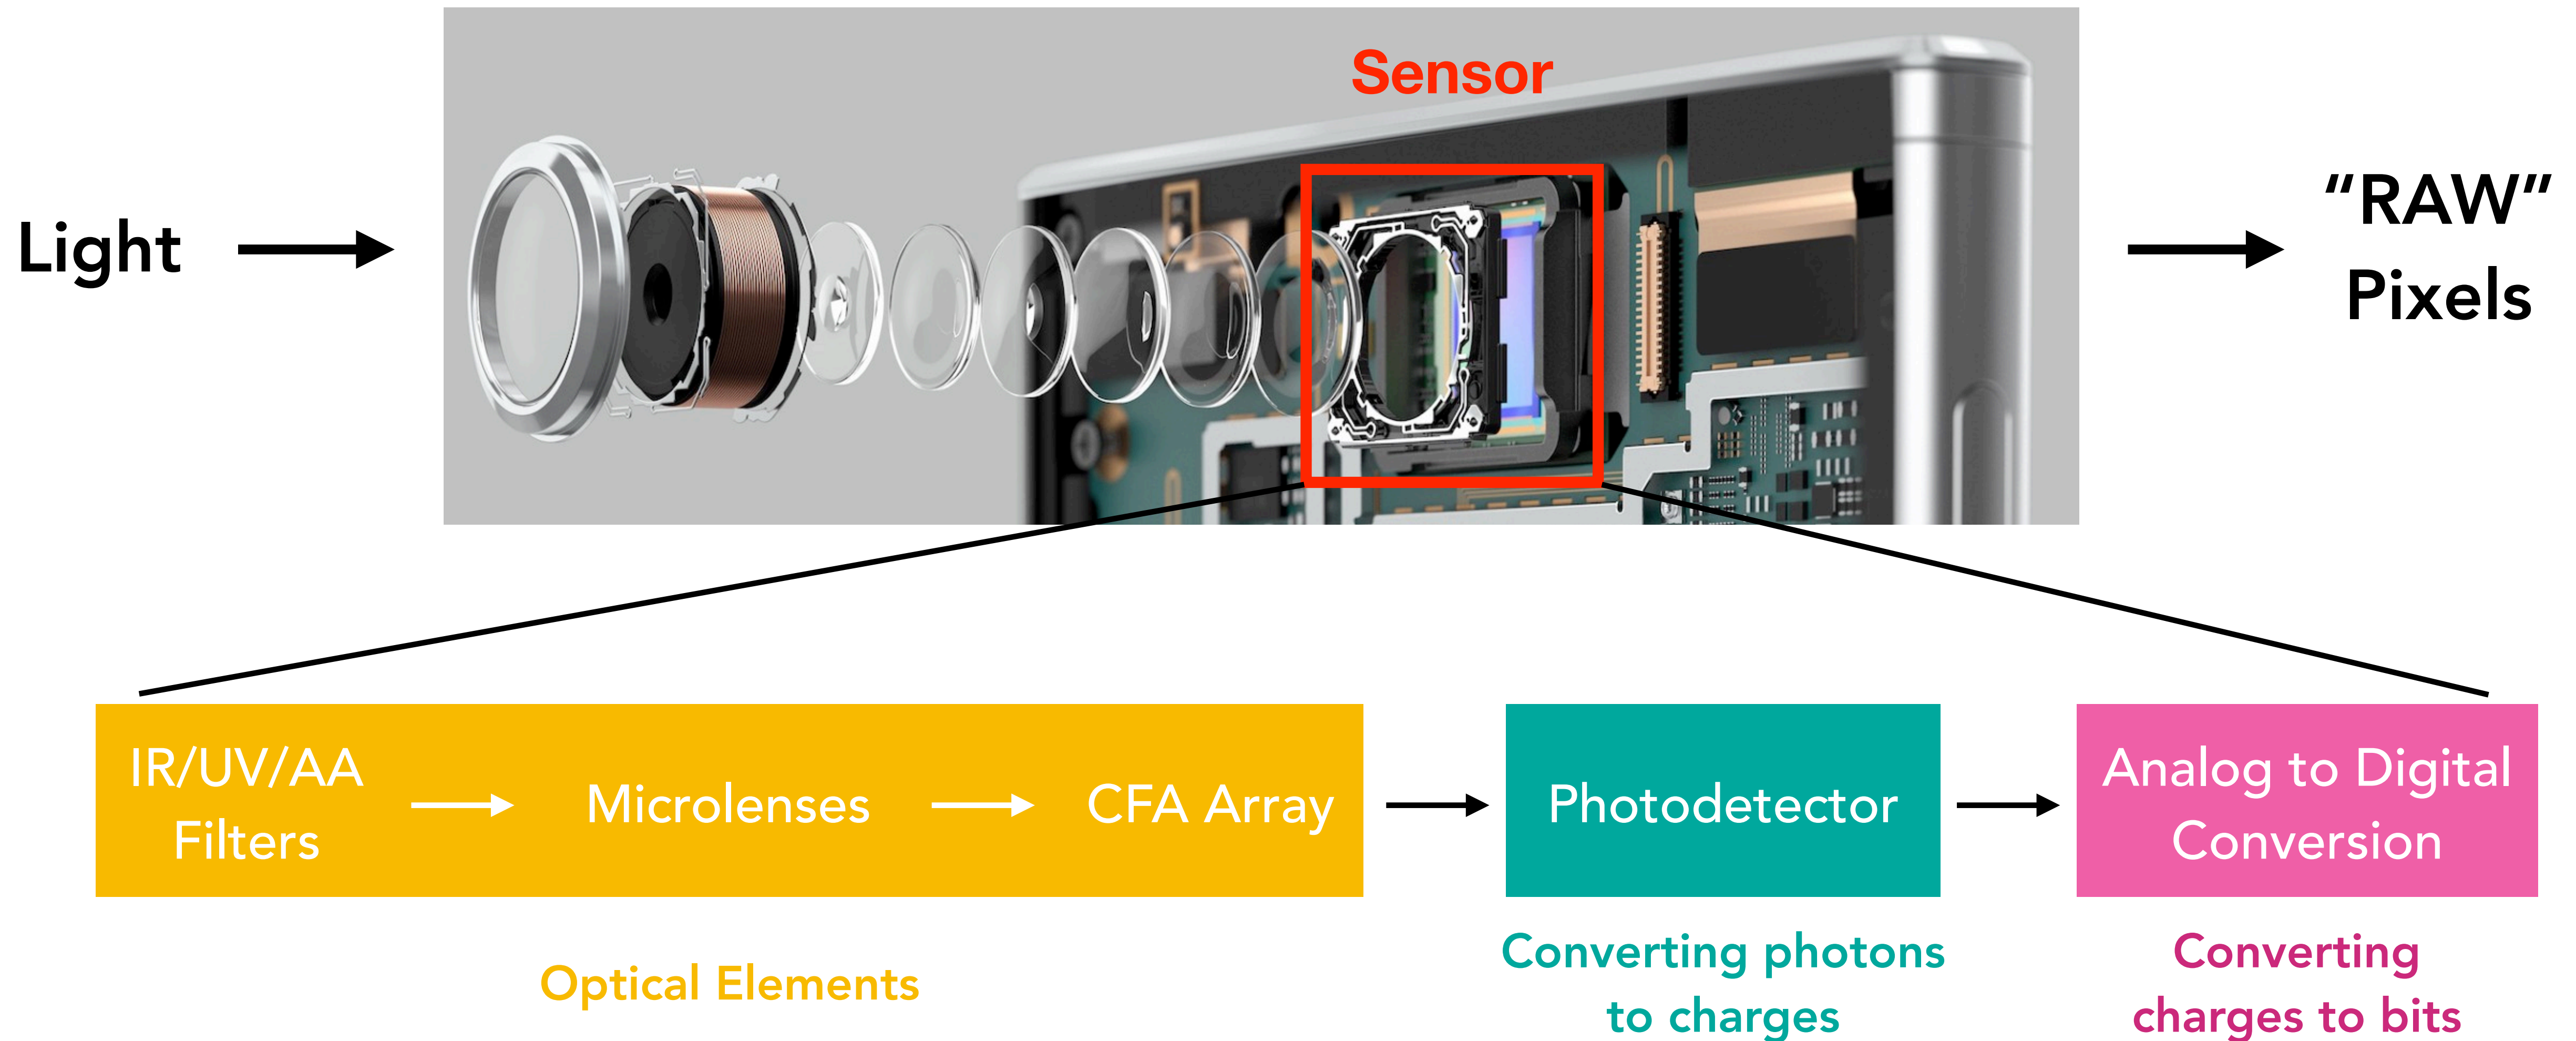 Sensor
Light
“RAW”
Pixels
IR/UV/AA
Filters
Microlenses
CFA Array
Photodetector
Analog to Digital
Conversion
Optical Elements
Converting photons
to charges
Converting
charges to bits